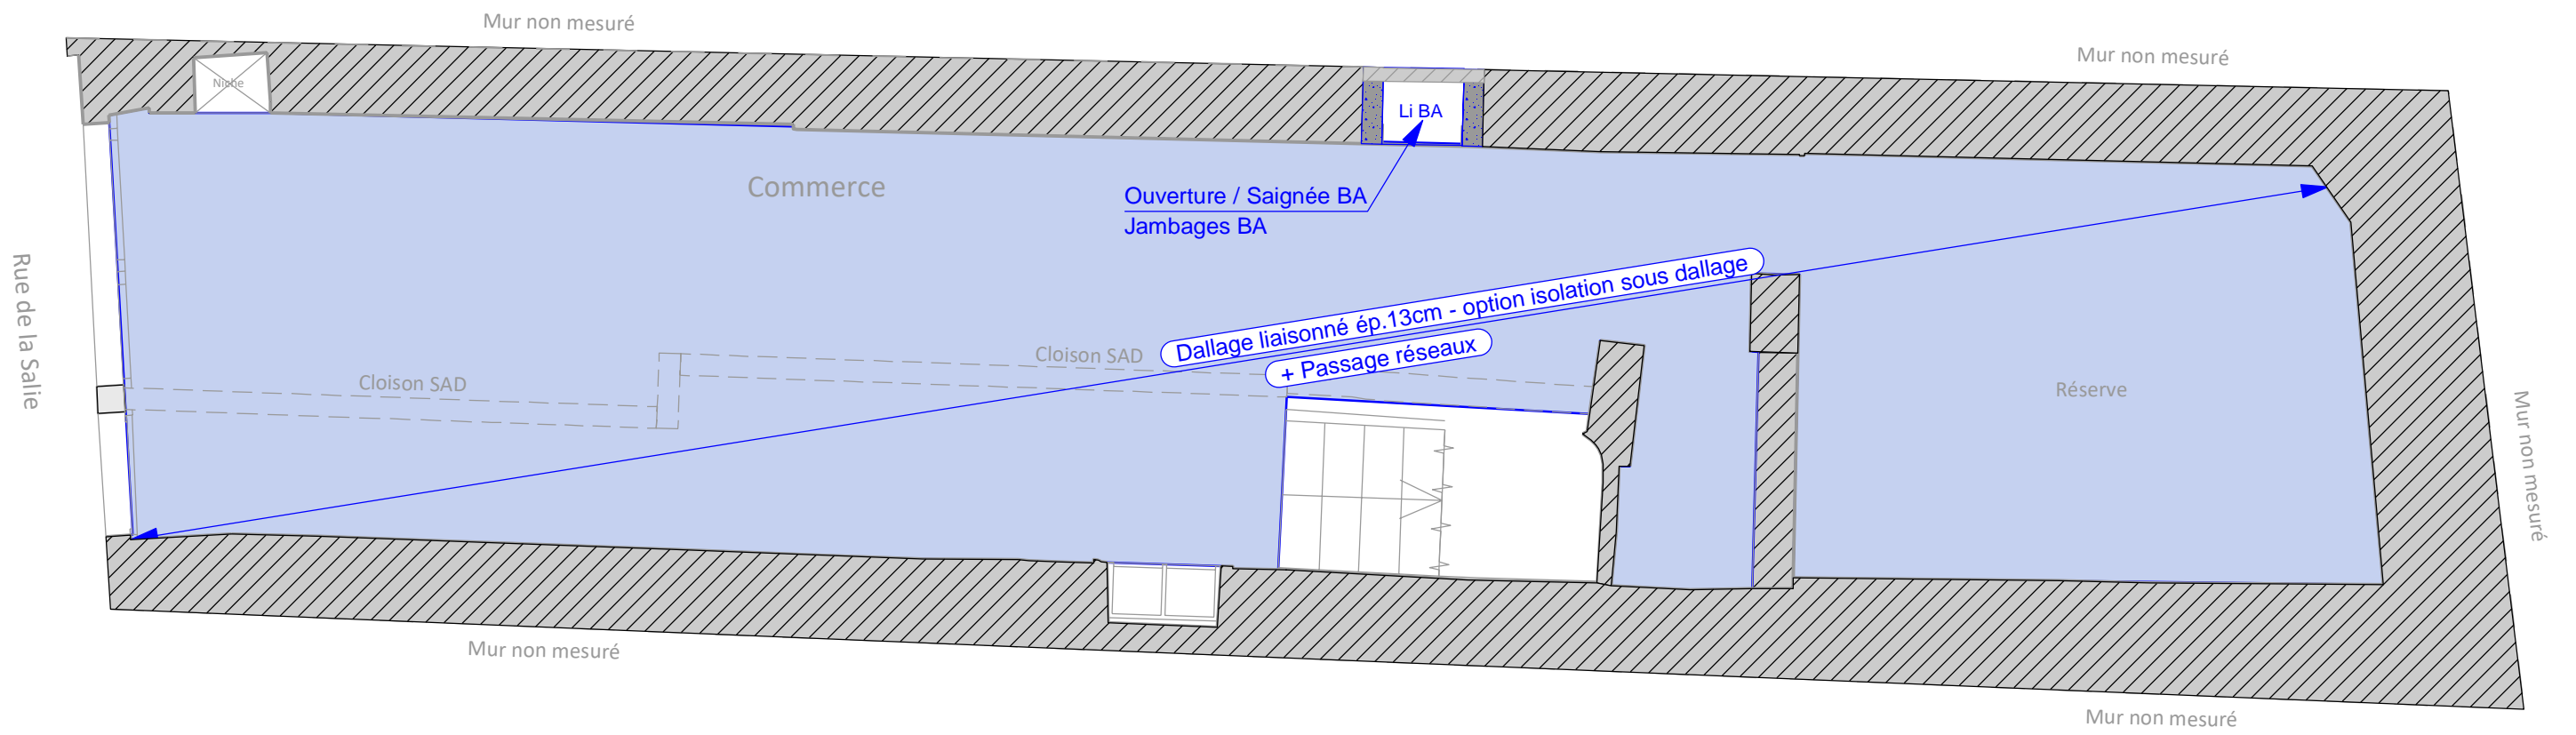 Mur non mesuré
Mur non mesuré
Niche
Li BA
Commerce
Ouverture / Saignée BA
Jambages BA
Rue de la Salie
Dallage liaisonné ép.13cm - option isolation sous dallage
+ Passage réseaux
Cloison SAD
Cloison SAD
Réserve
Mur non mesuré
Mur non mesuré
Mur non mesuré